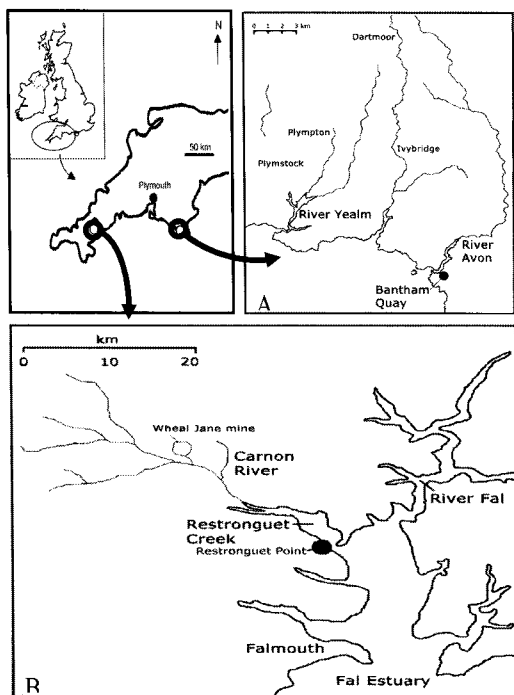 N
50 km
Plymouth
0 1 2 3 km
Dartmoor
Plympton
Ivybridge
Plymstock
River Yealm
River
Avon
Bantham
Quay
A
km
0 10 20
Wheal Jane mine
Carnon
River
River Fal
Restronguet
Creek
Restronguet Point
Falmouth
Fal Estuary
B